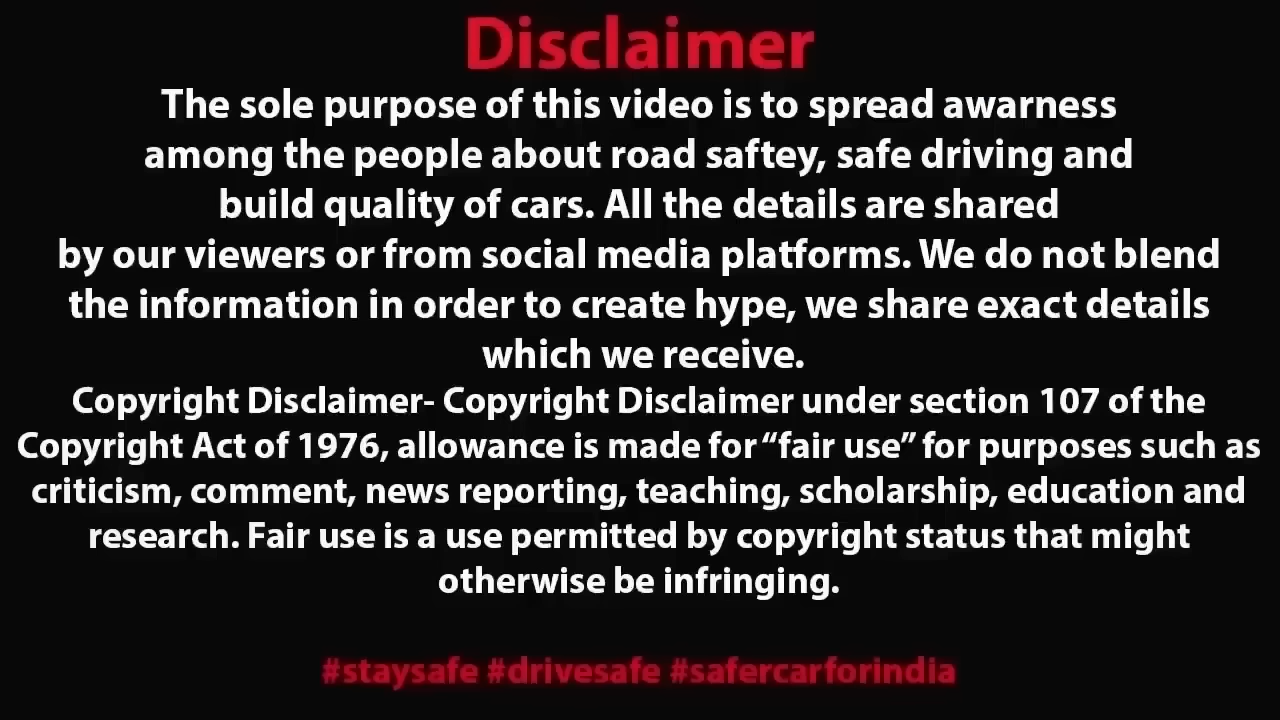 Disclaimer
The sole purpose of this video is to spread awarness
among the people about road saftey, safe driving and
build quality of cars. All the details are shared
by our viewers or from social media platforms. We do not blend
the information in order to create hype, we share exact details
which we receive.
Copyright Disclaimer- Copyright Disclaimer under section 107 of the
Copyright Act of 1976, allowance is made for “fair use” for purposes such as
criticism, comment, news reporting, teaching, scholarship, education and
research. Fair use is a use permitted by copyright status that might
otherwise be infringing.
#staysafe #drivesafe #safercarforindia